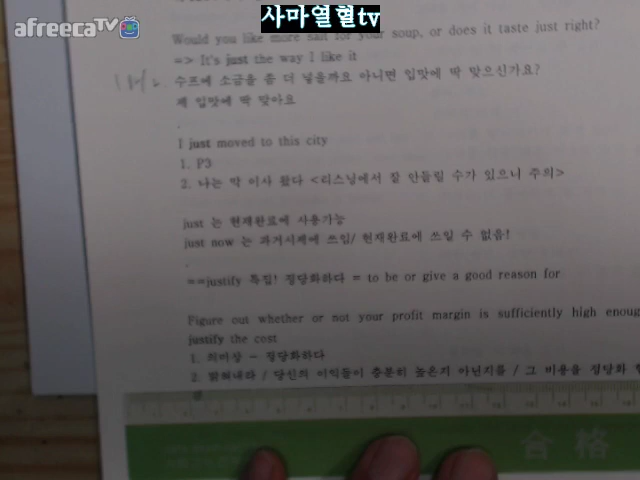 afreecaTV
사마열혈tv
Would you like more salt for your soup, or does it taste just right?
=> It's just the way I like it
수프에 소금을 좀 더 넣을까요 아니면 입맛에 딱 맞으신가요?
제 입맛에 딱 맞아요
.
I just moved to this city
1. P3
2. 나는 막 이사 왔다 <리스닝에서 잘 안들릴 수가 있으니 주의>
just 는 현재완료에 사용가능
just now 는 과거시제에 쓰임/ 현재완료에 쓰일 수 없음!
.
==justify 특집! 정당화하다 = to be or give a good reason for
Figure out whether or not your profit margin is sufficiently high enoug
justify the cost
1. 의미상 - 정당화하다
2. 밝혀내라 / 당신의 이익들이 충분히 높은지 아닌지를 / 그 비용을 정당화
合格